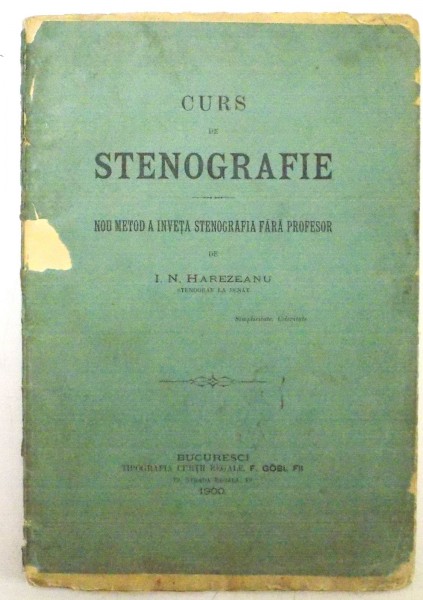 CURS
DE
STENOGRAFIE
NOU METOD A INVEȚA STENOGRAFIA FĂRĂ PROFESOR
DE
I. N. HAREZEANU
STENOGRAF LA SENAT
BUCURESCI
TIPOGRAFIA CURȚII REGALE, F. GÖBL FII
1900